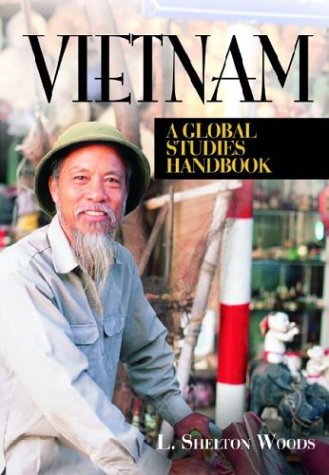 VIETNAM
A GLOBAL
STUDIES
HANDBOOK
L. SHELTON WOODS